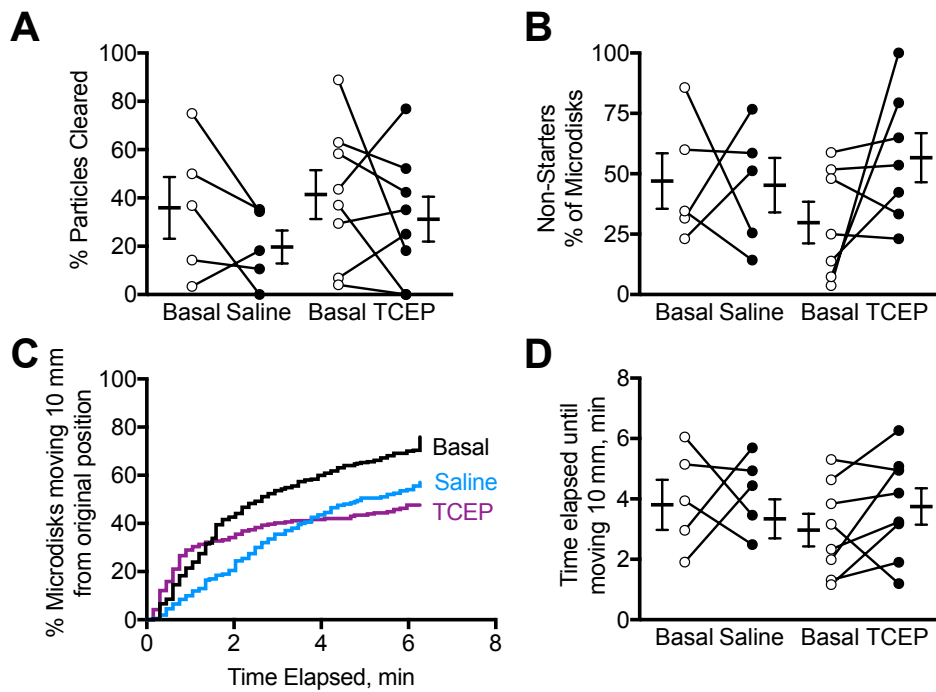 A
% Particles Cleared
100
80
60
40
20
0
Basal Saline Basal TCEP
B
Non-Starters
% of Microdisks
100
75
50
25
0
Basal Saline Basal TCEP
C
% Microdisks moving 10 mm
from original position
100
80
60
40
20
0
Basal
Saline
TCEP
0 2 4 6 8
Time Elapsed, min
D
Time elapsed until
moving 10 mm, min
8
6
4
2
0
Basal Saline Basal TCEP